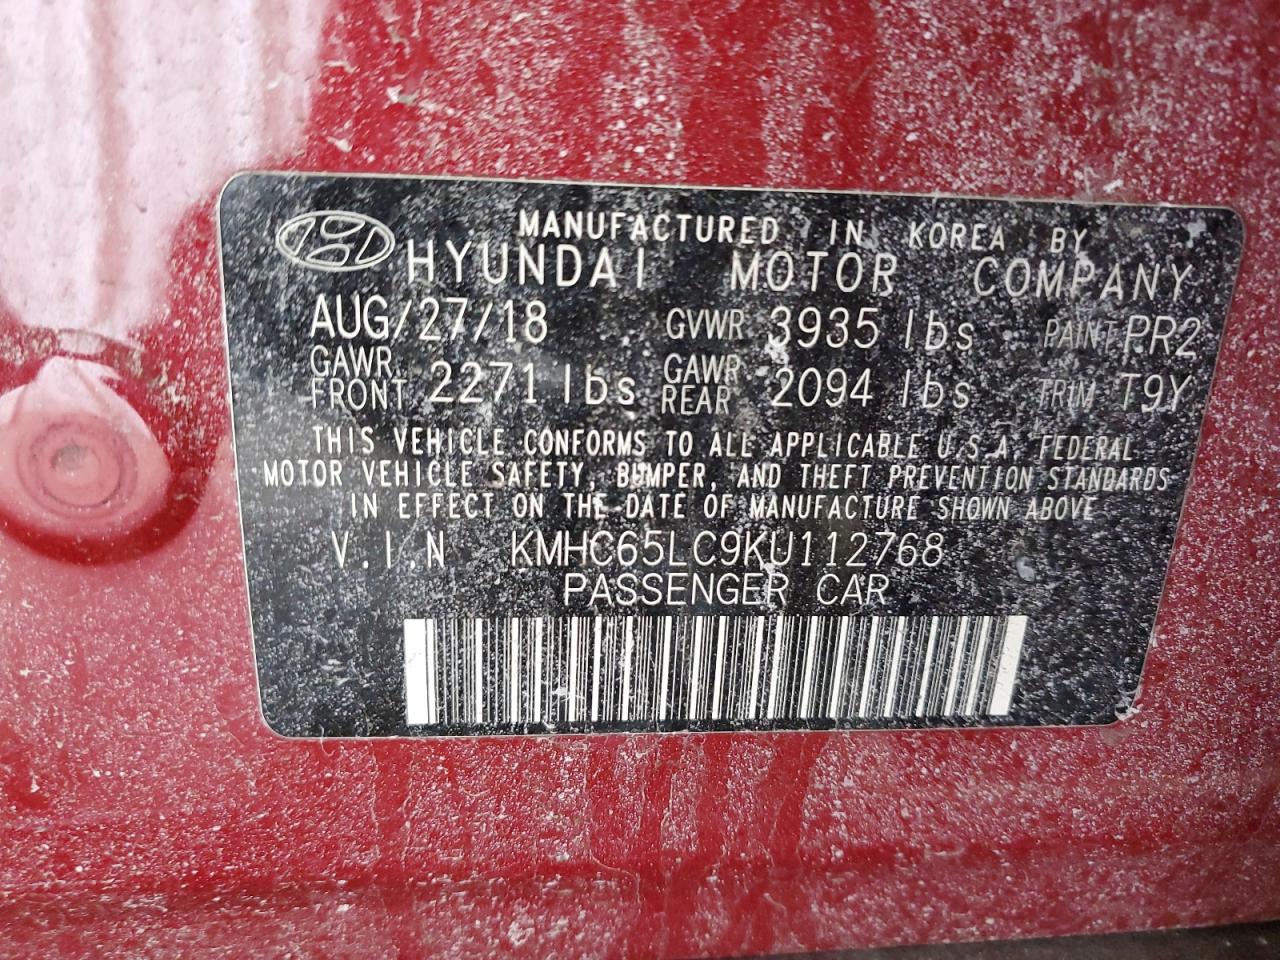 MANUFACTURED IN KOREA BY
HYUNDAI MOTOR COMPANY
AUG/27/18 GVWR 3935 lbs PAINT PR2
GAWR FRONT 2271 lbs GAWR REAR 2094 lbs TRIM T9Y
THIS VEHICLE CONFORMS TO ALL APPLICABLE U.S.A. FEDERAL
MOTOR VEHICLE SAFETY, BUMPER, AND THEFT PREVENTION STANDARDS
IN EFFECT ON THE DATE OF MANUFACTURE SHOWN ABOVE
V.I.N KMHC65LC9KU112768
PASSENGER CAR